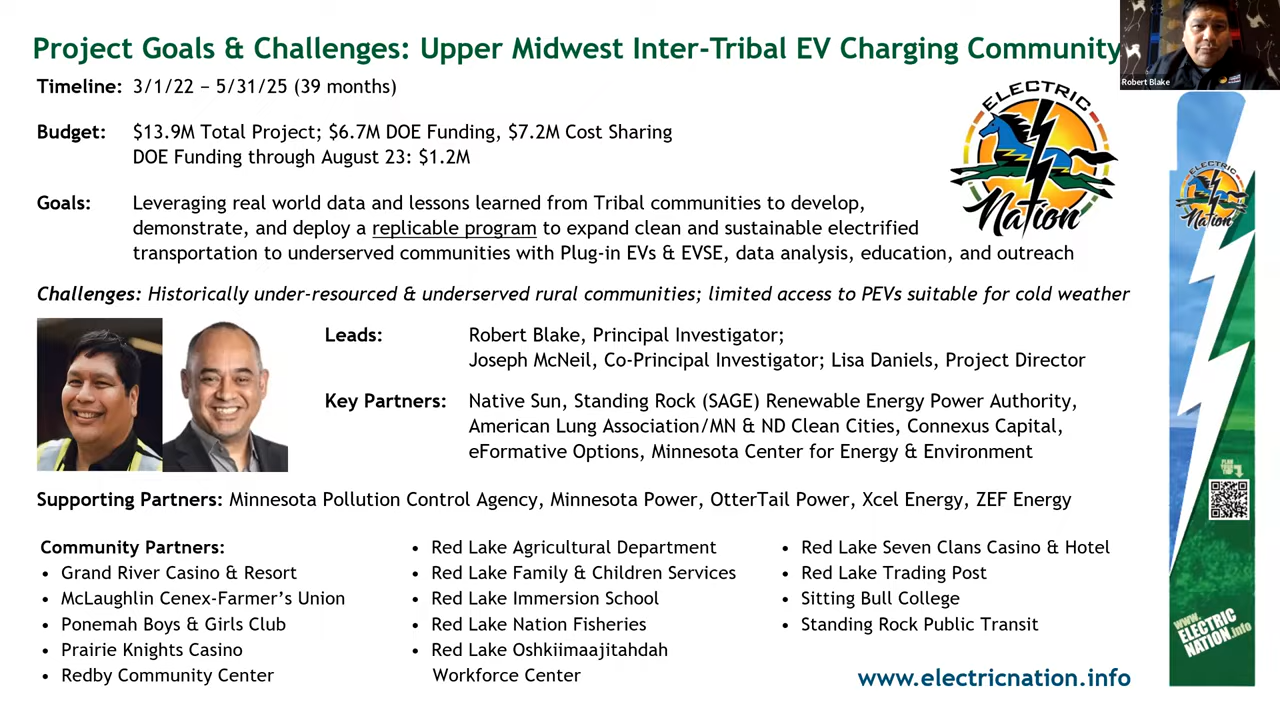 Project Goals & Challenges: Upper Midwest Inter-Tribal EV Charging Community
Robert Blake
Timeline: 3/1/22 – 5/31/25 (39 months)
Budget: $13.9M Total Project; $6.7M DOE Funding, $7.2M Cost Sharing
DOE Funding through August 23: $1.2M
ELECTRIC
Nation
Goals: Leveraging real world data and lessons learned from Tribal communities to develop,
demonstrate, and deploy a replicable program to expand clean and sustainable electrified
transportation to underserved communities with Plug-in EVs & EVSE, data analysis, education, and outreach
Challenges: Historically under-resourced & underserved rural communities; limited access to PEVs suitable for cold weather
Leads: Robert Blake, Principal Investigator;
Joseph McNeil, Co-Principal Investigator; Lisa Daniels, Project Director
Key Partners: Native Sun, Standing Rock (SAGE) Renewable Energy Power Authority,
American Lung Association/MN & ND Clean Cities, Connexus Capital,
eFormative Options, Minnesota Center for Energy & Environment
Supporting Partners: Minnesota Pollution Control Agency, Minnesota Power, OtterTail Power, Xcel Energy, ZEF Energy
Community Partners:
• Grand River Casino & Resort
• McLaughlin Cenex-Farmer’s Union
• Ponemah Boys & Girls Club
• Prairie Knights Casino
• Redby Community Center
• Red Lake Agricultural Department
• Red Lake Family & Children Services
• Red Lake Immersion School
• Red Lake Nation Fisheries
• Red Lake Oshkiimaajitahdah
Workforce Center
• Red Lake Seven Clans Casino & Hotel
• Red Lake Trading Post
• Sitting Bull College
• Standing Rock Public Transit
www.electricnation.info
ELECTRIC
Nation
PLAN
YOUR
TRIP
www.
ELECTRIC
NATION.info